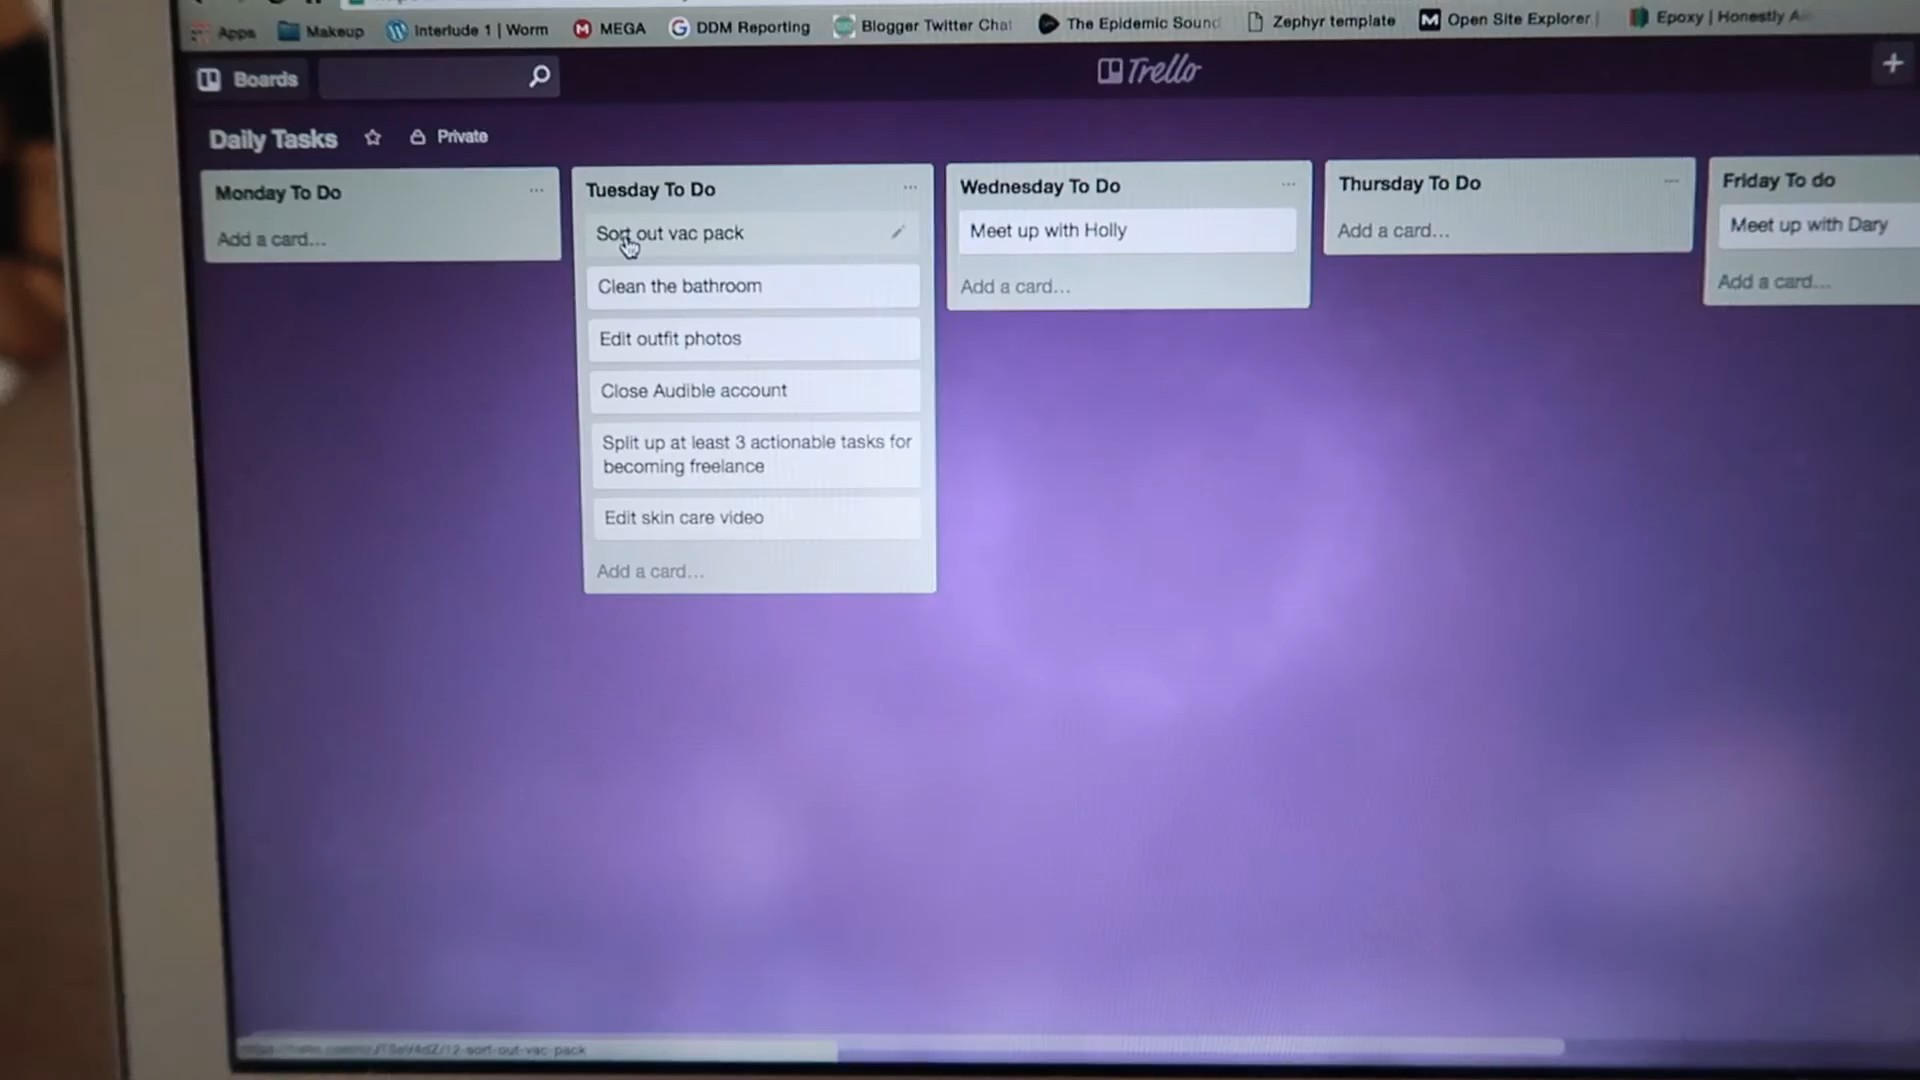 Apps Makeup Interlude 1 | Worm MEGA DDM Reporting Blogger Twitter Chat The Epidemic Sound Zephyr template Open Site Explorer | Epoxy | Honestly
Boards Trello +
Daily Tasks Private
Monday To Do
Add a card...
Tuesday To Do
Sort out vac pack
Clean the bathroom
Edit outfit photos
Close Audible account
Split up at least 3 actionable tasks for
becoming freelance
Edit skin care video
Add a card...
Wednesday To Do
Meet up with Holly
Add a card...
Thursday To Do
Add a card...
Friday To do
Meet up with Dary
Add a card...